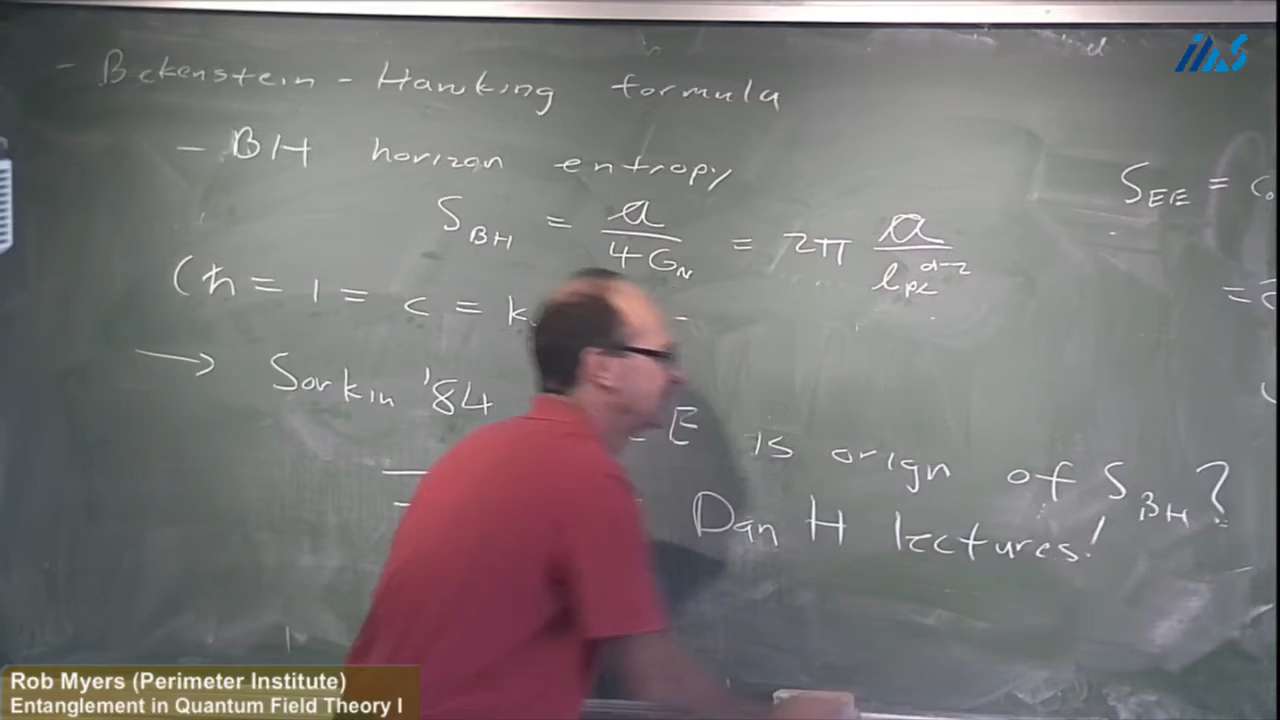 - Bekenstein - Hawking formula
- BH horizon entropy
S_BH = a / 4G_N = 2π a / l_PL^{d-2}
(ħ = 1 = c = k
→ Sorkin '84 E is orign of S_BH?
Dan H lectures!
S_EE = c
=
IAS
Rob Myers (Perimeter Institute)
Entanglement in Quantum Field Theory I